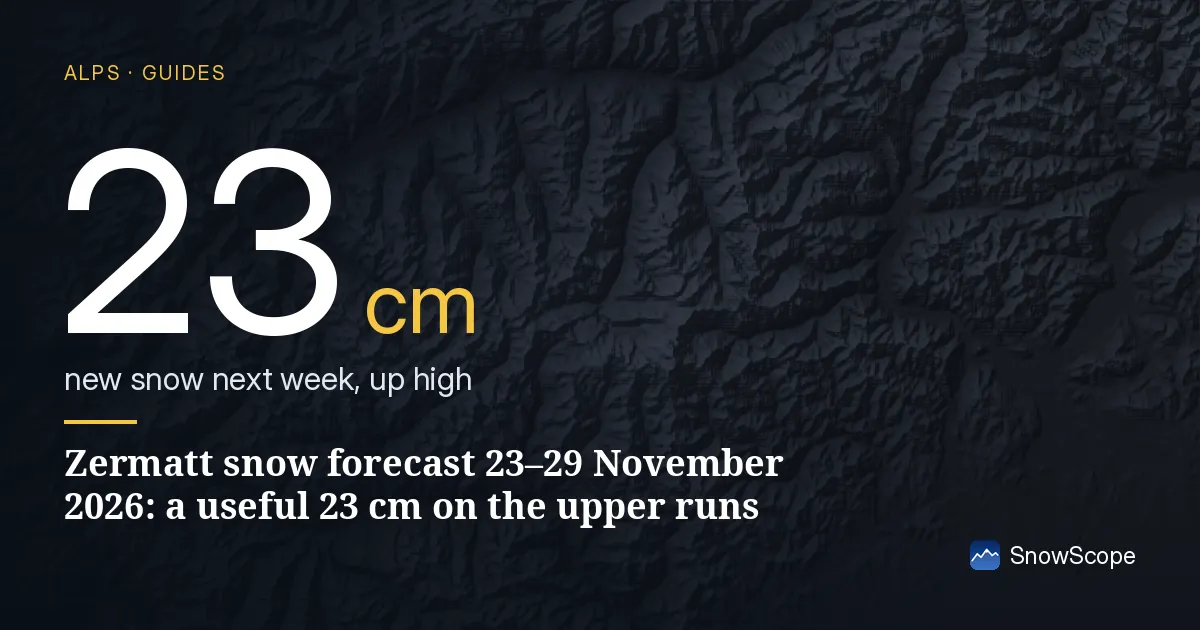 ALPS · GUIDES
23 cm
new snow next week, up high
Zermatt snow forecast 23–29 November
2026: a useful 23 cm on the upper runs
SnowScope